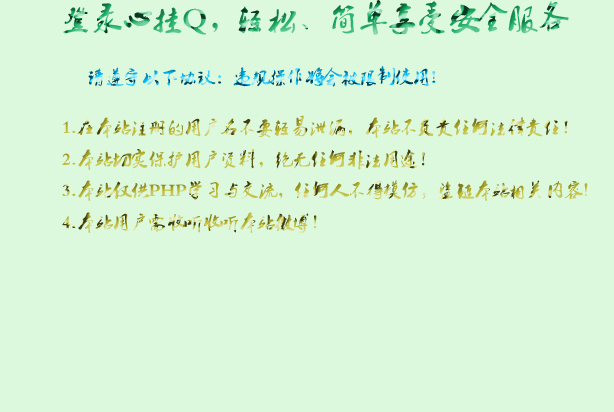 登录心挂Q，轻松、简单享受安全服务
请遵守以下协议：违规操作将会被限制使用！
1.在本站注册的用户名不要轻易泄漏，本站不负责任何法律责任！
2.本站切实保护用户资料，绝无任何非法用途！
3.本站仅供PHP学习与交流，任何人不得模仿、盗链本站相关内容！
4.本站用户需收听收听本站微博！